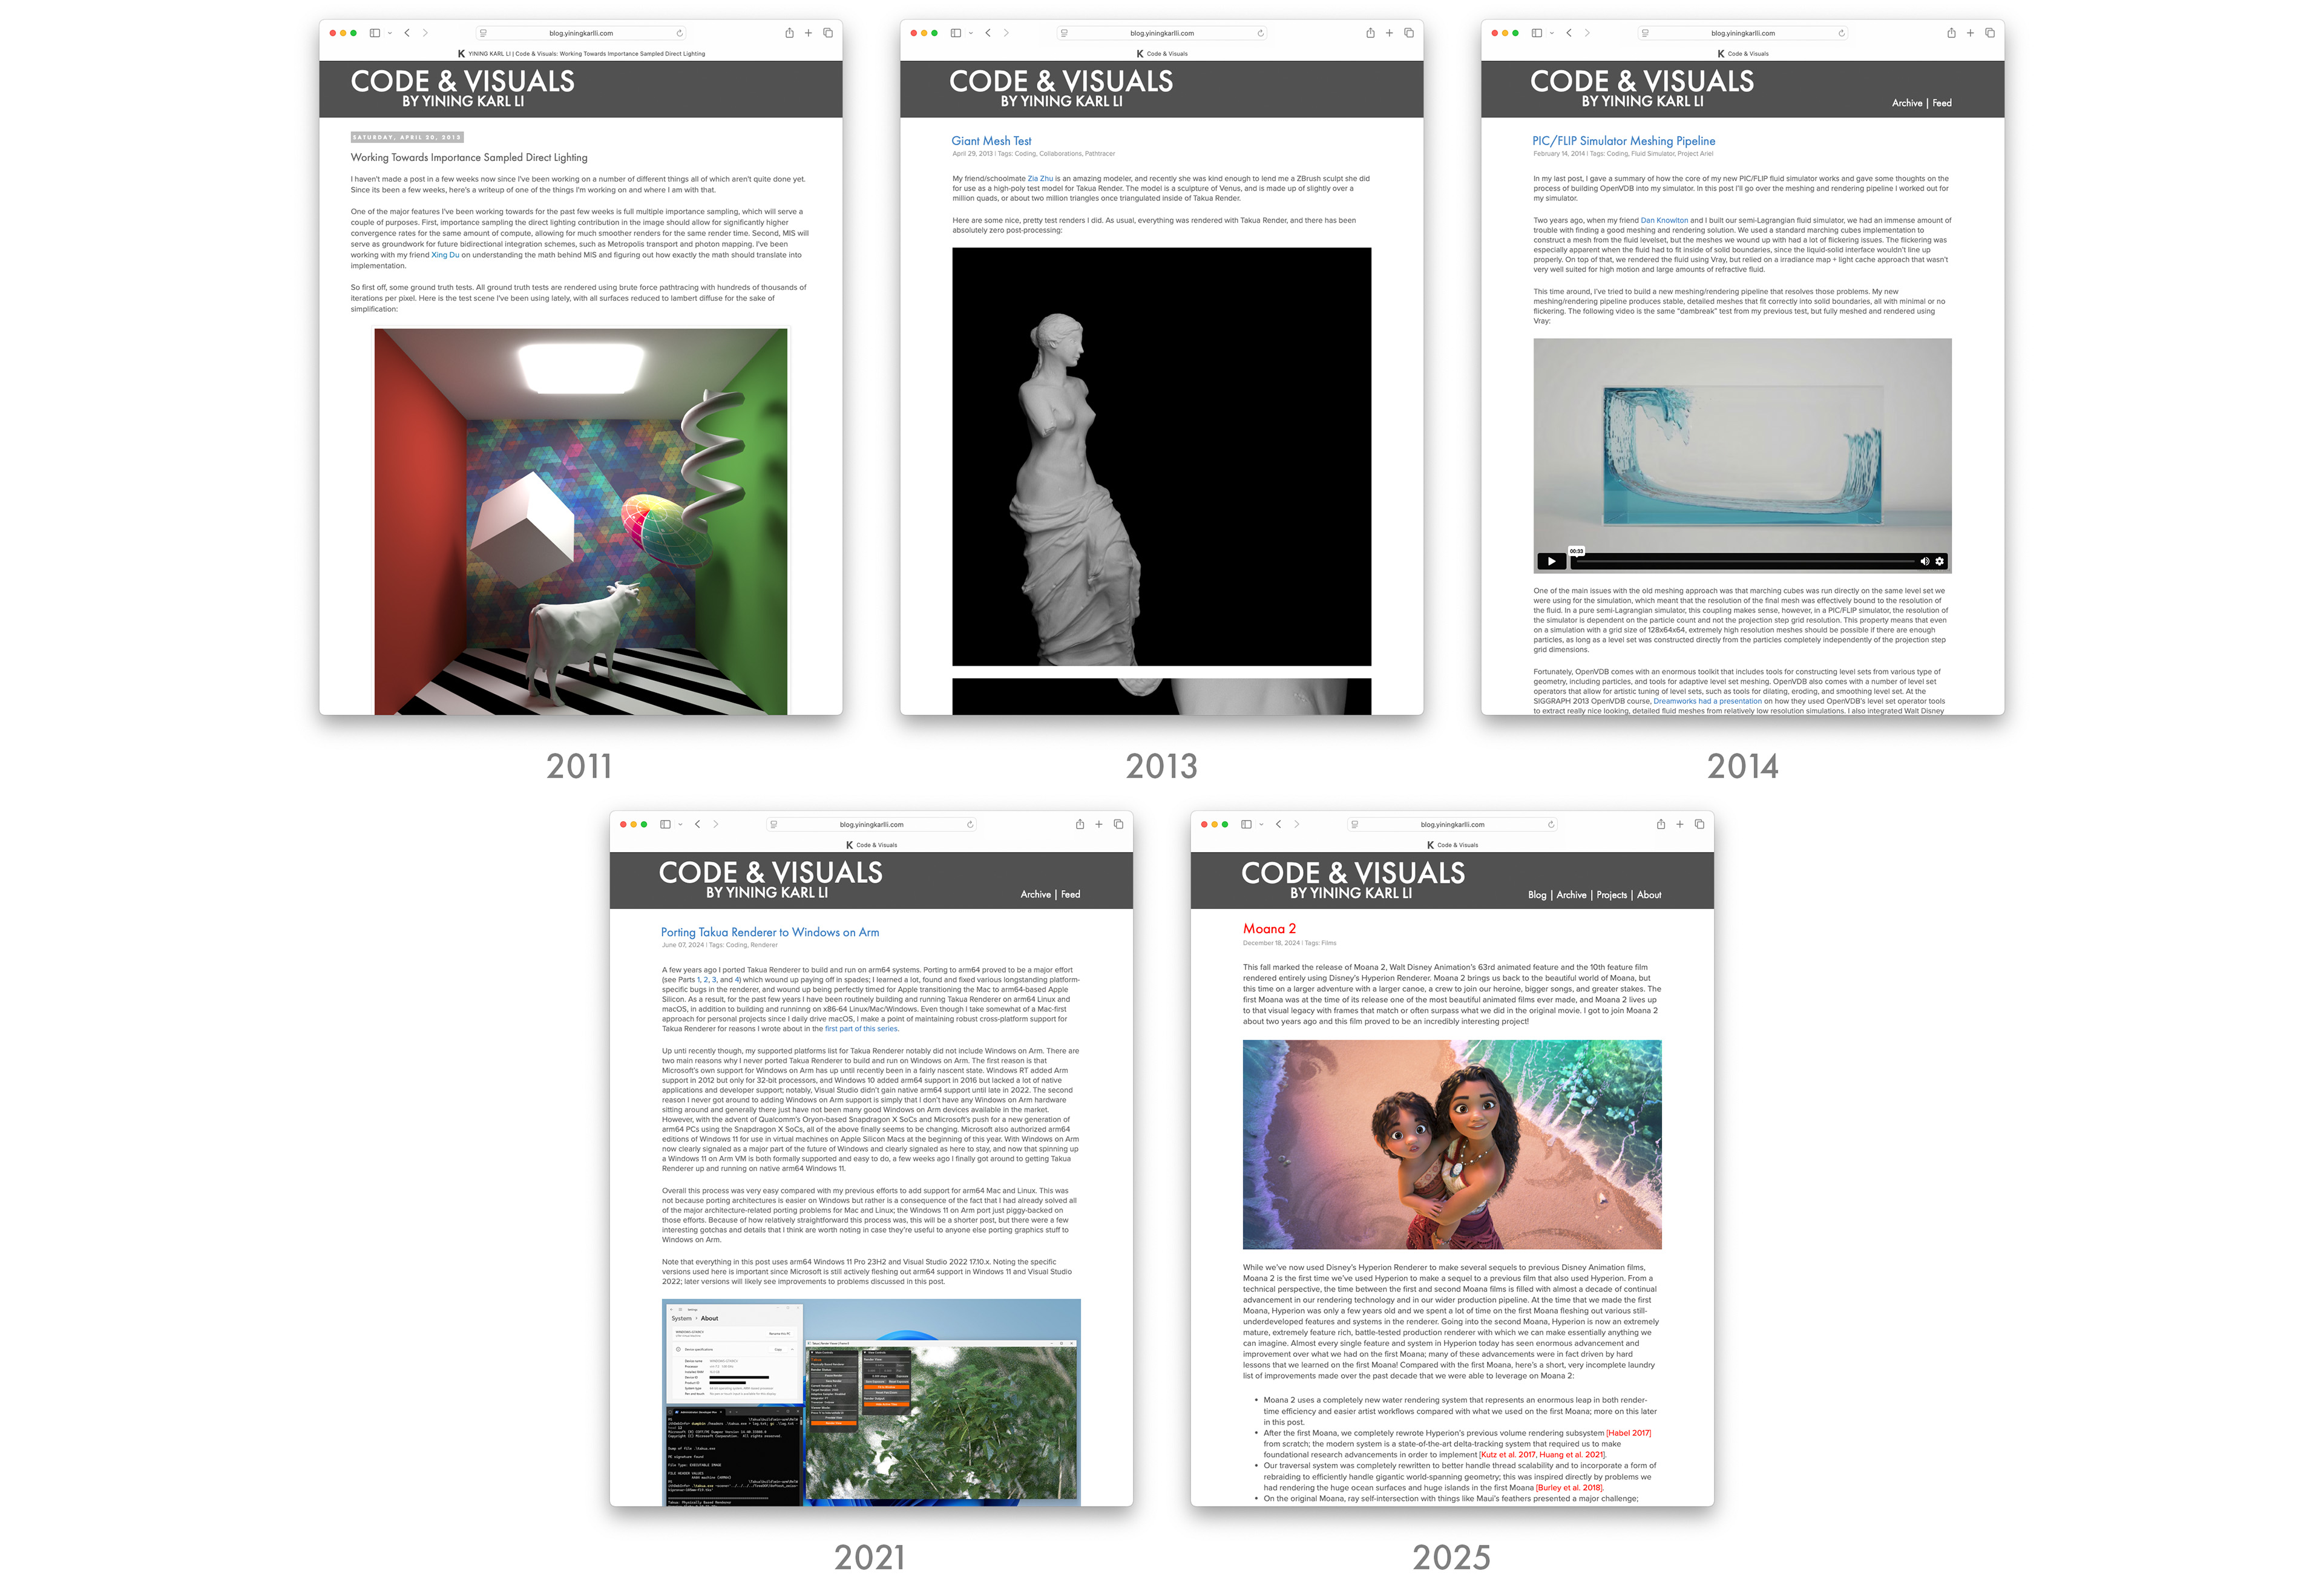 blog.yiningkarlli.com
YINING KARL LI | Code & Visuals: Working Towards Importance Sampled Direct Lighting
CODE & VISUALS
BY YINING KARL LI
SATURDAY, APRIL 20, 2013
Working Towards Importance Sampled Direct Lighting
I haven't made a post in a few weeks now since I've been working on a number of different things all of which aren't quite done yet.
Since its been a few weeks, here's a writeup of one of the things I'm working on and where I am with that.
One of the major features I've been working towards for the past few weeks is full multiple importance sampling, which will serve a
couple of purposes. First, importance sampling the direct lighting contribution in the image should allow for significantly higher
convergence rates for the same amount of compute, allowing for much smoother renders for the same render time. Second, MIS will
serve as groundwork for future bidirectional integration schemes, such as Metropolis transport and photon mapping. I've been
working with my friend Xing Du on understanding the math behind MIS and figuring out how exactly the math should translate into
implementation.
So first off, some ground truth tests. All ground truth tests are rendered using brute force pathtracing with hundreds of thousands of
iterations per pixel. Here is the test scene I've been using lately, with all surfaces reduced to lambert diffuse for the sake of
simplification:
2011
blog.yiningkarlli.com
Code & Visuals
CODE & VISUALS
BY YINING KARL LI
Giant Mesh Test
April 29, 2013 | Tags: Coding, Collaborations, Pathtracer
My friend/schoolmate Zia Zhu is an amazing modeler, and recently she was kind enough to lend me a ZBrush sculpt she did
for use as a high-poly test model for Takua Render. The model is a sculpture of Venus, and is made up of slightly over a
million quads, or about two million triangles once triangulated inside of Takua Render.
Here are some nice, pretty test renders I did. As usual, everything was rendered with Takua Render, and there has been
absolutely zero post-processing:
2013
blog.yiningkarlli.com
Code & Visuals
CODE & VISUALS
BY YINING KARL LI
Archive | Feed
PIC/FLIP Simulator Meshing Pipeline
February 14, 2014 | Tags: Coding, Fluid Simulator, Project Ariel
In my last post, I gave a summary of how the core of my new PIC/FLIP fluid simulator works and gave some thoughts on the
process of building OpenVDB into my simulator. In this post I'll go over the meshing and rendering pipeline I worked out for
my simulator.
Two years ago, when my friend Dan Knowlton and I built our semi-Lagrangian fluid simulator, we had an immense amount of
trouble with finding a good meshing and rendering solution. We used a standard marching cubes implementation to
construct a mesh from the fluid levelset, but the meshes we wound up with had a lot of flickering issues. The flickering was
especially apparent when the fluid had to fit inside of solid boundaries, since the liquid-solid interface wouldn't line up
properly. On top of that, we rendered the fluid using Vray, but relied on a irradiance map + light cache approach that wasn't
very well suited for high motion and large amounts of refractive fluid.
This time around, I've tried to build a new meshing/rendering pipeline that resolves those problems. My new
meshing/rendering pipeline produces stable, detailed meshes that fit correctly into solid boundaries, all with minimal or no
flickering. The following video is the same "dambreak" test from my previous test, but fully meshed and rendered using
Vray:
00:33
One of the main issues with the old meshing approach was that marching cubes was run directly on the same level set we
were using for the simulation, which meant that the resolution of the final mesh was effectively bound to the resolution of
the fluid. In a pure semi-Lagrangian simulator, this coupling makes sense, however, in a PIC/FLIP simulator, the resolution of
the simulator is dependent on the particle count and not the projection step grid resolution. This property means that even
on a simulation with a grid size of 128x64x64, extremely high resolution meshes should be possible if there are enough
particles, as long as a level set was constructed directly from the particles completely independently of the projection step
grid dimensions.
Fortunately, OpenVDB comes with an enormous toolkit that includes tools for constructing level sets from various type of
geometry, including particles, and tools for adaptive level set meshing. OpenVDB also comes with a number of level set
operators that allow for artistic tuning of level sets, such as tools for dilating, eroding, and smoothing level set. At the
SIGGRAPH 2013 OpenVDB course, Dreamworks had a presentation on how they used OpenVDB's level set operator tools
to extract really nice looking, detailed fluid meshes from relatively low resolution simulations. I also integrated Walt Disney
2014
blog.yiningkarlli.com
Code & Visuals
CODE & VISUALS
BY YINING KARL LI
Archive | Feed
Porting Takua Renderer to Windows on Arm
June 07, 2024 | Tags: Coding, Renderer
A few years ago I ported Takua Renderer to build and run on arm64 systems. Porting to arm64 proved to be a major effort
(see Parts 1, 2, 3, and 4) which wound up paying off in spades; I learned a lot, found and fixed various longstanding platform-
specific bugs in the renderer, and wound up being perfectly timed for Apple transitioning the Mac to arm64-based Apple
Silicon. As a result, for the past few years I have been routinely building and running Takua Renderer on arm64 Linux and
macOS, in addition to building and runninng on x86-64 Linux/Mac/Windows. Even though I take somewhat of a Mac-first
approach for personal projects since I daily drive macOS, I make a point of maintaining robust cross-platform support for
Takua Renderer for reasons I wrote about in the first part of this series.
Up unti recently though, my supported platforms list for Takua Renderer notably did not include Windows on Arm. There are
two main reasons why I never ported Takua Renderer to build and run on Windows on Arm. The first reason is that
Microsoft's own support for Windows on Arm has up until recently been in a fairly nascent state. Windows RT added Arm
support in 2012 but only for 32-bit processors, and Windows 10 added arm64 support in 2016 but lacked a lot of native
applications and developer support; notably, Visual Studio didn't gain native arm64 support until late in 2022. The second
reason I never got around to adding Windows on Arm support is simply that I don't have any Windows on Arm hardware
sitting around and generally there just have not been many good Windows on Arm devices available in the market.
However, with the advent of Qualcomm's Oryon-based Snapdragon X SoCs and Microsoft's push for a new generation of
arm64 PCs using the Snapdragon X SoCs, all of the above finally seems to be changing. Microsoft also authorized arm64
editions of Windows 11 for use in virtual machines on Apple Silicon Macs at the beginning of this year. With Windows on Arm
now clearly signaled as a major part of the future of Windows and clearly signaled as here to stay, and now that spinning up
a Windows 11 on Arm VM is both formally supported and easy to do, a few weeks ago I finally got around to getting Takua
Renderer up and running on native arm64 Windows 11.
Overall this process was very easy compared with my previous efforts to add support for arm64 Mac and Linux. This was
not because porting architectures is easier on Windows but rather is a consequence of the fact that I had already solved all
of the major architecture-related porting problems for Mac and Linux; the Windows 11 on Arm port just piggy-backed on
those efforts. Because of how relatively straightforward this process was, this will be a shorter post, but there were a few
interesting gotchas and details that I think are worth noting in case they're useful to anyone else porting graphics stuff to
Windows on Arm.
Note that everything in this post uses arm64 Windows 11 Pro 23H2 and Visual Studio 2022 17.10.x. Noting the specific
versions used here is important since Microsoft is still actively fleshing out arm64 support in Windows 11 and Visual Studio
2022; later versions will likely see improvements to problems discussed in this post.
System > About
Device specifications
2021
blog.yiningkarlli.com
Code & Visuals
CODE & VISUALS
BY YINING KARL LI
Blog | Archive | Projects | About
Moana 2
December 18, 2024 | Tags: Films
This fall marked the release of Moana 2, Walt Disney Animation's 63rd animated feature and the 10th feature film
rendered entirely using Disney's Hyperion Renderer. Moana 2 brings us back to the beautiful world of Moana, but
this time on a larger adventure with a larger canoe, a crew to join our heroine, bigger songs, and greater stakes. The
first Moana was at the time of its release one of the most beautiful animated films ever made, and Moana 2 lives up
to that visual legacy with frames that match or often surpass what we did in the original movie. I got to join Moana 2
about two years ago and this film proved to be an incredibly interesting project!
While we've now used Disney's Hyperion Renderer to make several sequels to previous Disney Animation films,
Moana 2 is the first time we've used Hyperion to make a sequel to a previous film that also used Hyperion. From a
technical perspective, the time between the first and second Moana films is filled with almost a decade of continual
advancement in our rendering technology and in our wider production pipeline. At the time that we made the first
Moana, Hyperion was only a few years old and we spent a lot of time on the first Moana fleshing out various still-
underdeveloped features and systems in the renderer. Going into the second Moana, Hyperion is now an extremely
mature, extremely feature rich, battle-tested production renderer with which we can make essentially anything we
can imagine. Almost every single feature and system in Hyperion today has seen enormous advancement and
improvement over what we had on the first Moana; many of these advancements were in fact driven by hard
lessons that we learned on the first Moana! Compared with the first Moana, here's a short, very incomplete laundry
list of improvements made over the past decade that we were able to leverage on Moana 2:
• Moana 2 uses a completely new water rendering system that represents an enormous leap in both render-
time efficiency and easier artist workflows compared with what we used on the first Moana; more on this later
in this post.
• After the first Moana, we completely rewrote Hyperion's previous volume rendering subsystem [Habel 2017]
from scratch; the modern system is a state-of-the-art delta-tracking system that required us to make
foundational research advancements in order to implement [Kutz et al. 2017, Huang et al. 2021].
• Our traversal system was completely rewritten to better handle thread scalability and to incorporate a form of
rebraiding to efficiently handle gigantic world-spanning geometry; this was inspired directly by problems we
had rendering the huge ocean surfaces and huge islands in the first Moana [Burley et al. 2018].
• On the original Moana, ray self-intersection with things like Maui's feathers presented a major challenge;
2025